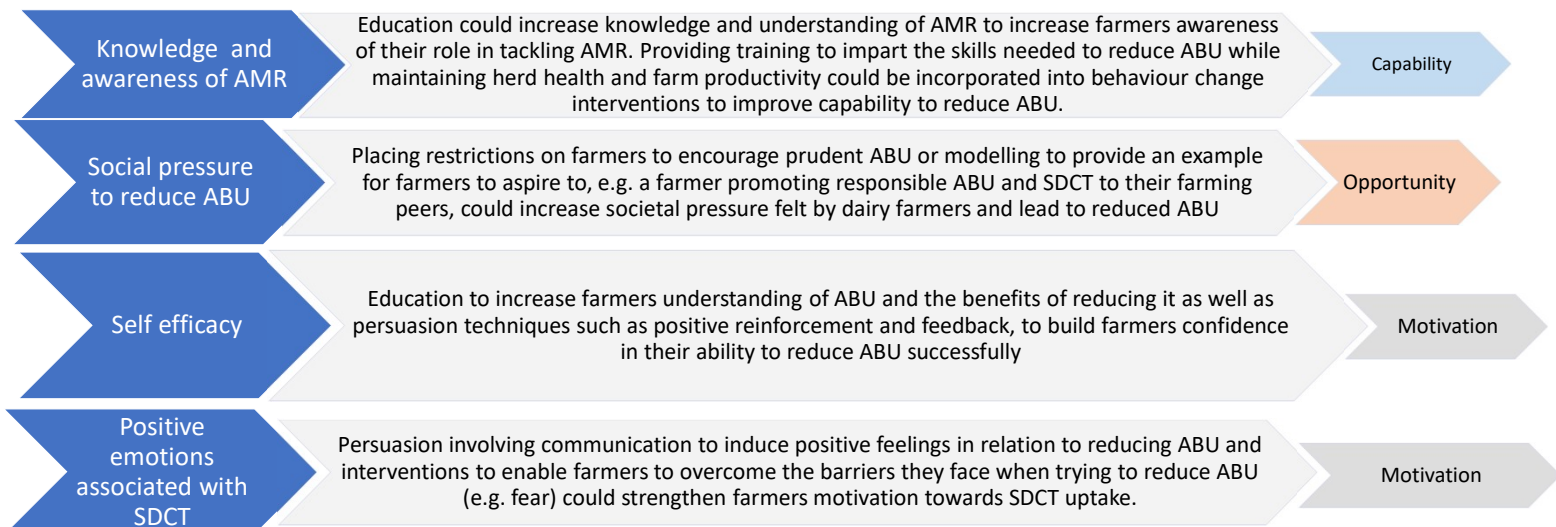 Knowledge and
awareness of AMR
Education could increase knowledge and understanding of AMR to increase farmers awareness
of their role in tackling AMR. Providing training to impart the skills needed to reduce ABU while
maintaining herd health and farm productivity could be incorporated into behaviour change
interventions to improve capability to reduce ABU.
Capability
Social pressure
to reduce ABU
Placing restrictions on farmers to encourage prudent ABU or modelling to provide an example
for farmers to aspire to, e.g. a farmer promoting responsible ABU and SDCT to their farming
peers, could increase societal pressure felt by dairy farmers and lead to reduced ABU
Opportunity
Self efficacy
Education to increase farmers understanding of ABU and the benefits of reducing it as well as
persuasion techniques such as positive reinforcement and feedback, to build farmers confidence
in their ability to reduce ABU successfully
Motivation
Positive
emotions
associated with
SDCT
Persuasion involving communication to induce positive feelings in relation to reducing ABU and
interventions to enable farmers to overcome the barriers they face when trying to reduce ABU
(e.g. fear) could strengthen farmers motivation towards SDCT uptake.
Motivation